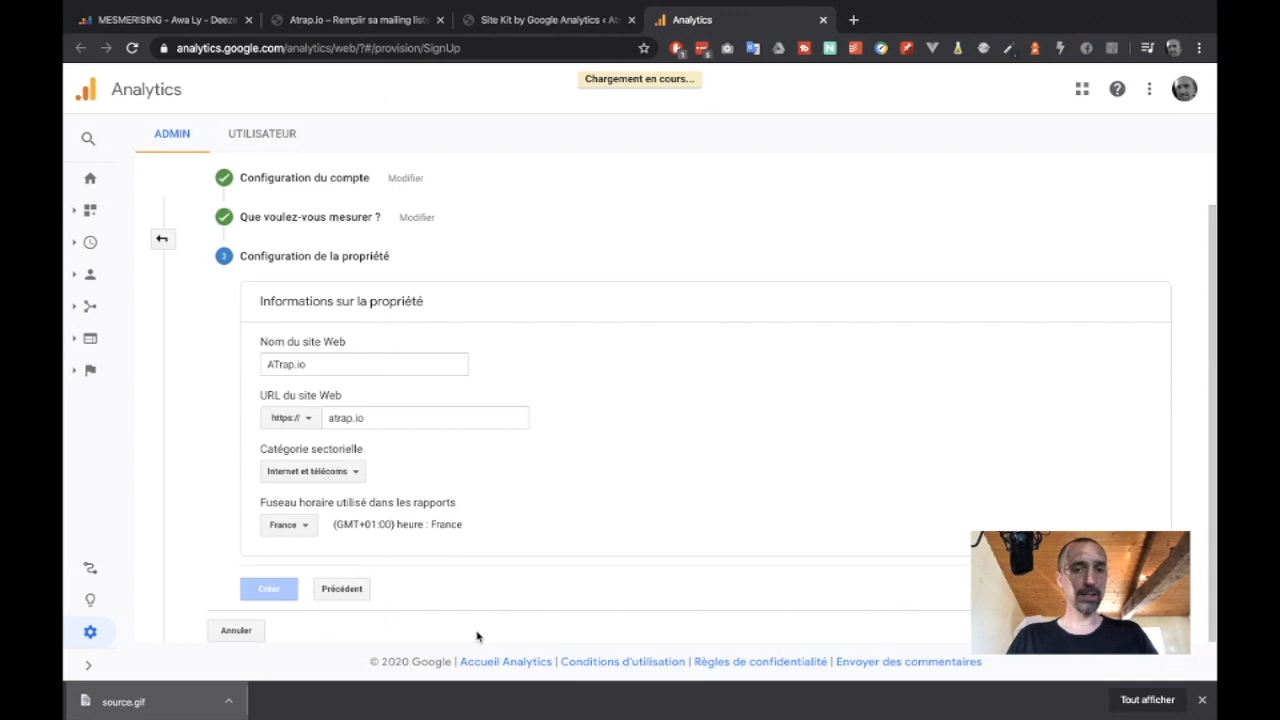 MESMERISING - Awa Ly - Deeze
Atrap.io – Remplir sa mailing list
Site Kit by Google Analytics ‹ At
Analytics
analytics.google.com/analytics/web/?#/provision/SignUp
Chargement en cours...
Analytics
ADMIN
UTILISATEUR
Configuration du compte
Modifier
Que voulez-vous mesurer ?
Modifier
3
Configuration de la propriété
Informations sur la propriété
Nom du site Web
ATrap.io
URL du site Web
https://
atrap.io
Catégorie sectorielle
Internet et télécoms
Fuseau horaire utilisé dans les rapports
France
(GMT+01:00) heure : France
Créer
Précédent
Annuler
© 2020 Google | Accueil Analytics | Conditions d'utilisation | Règles de confidentialité | Envoyer des commentaires
source.gif
Tout afficher